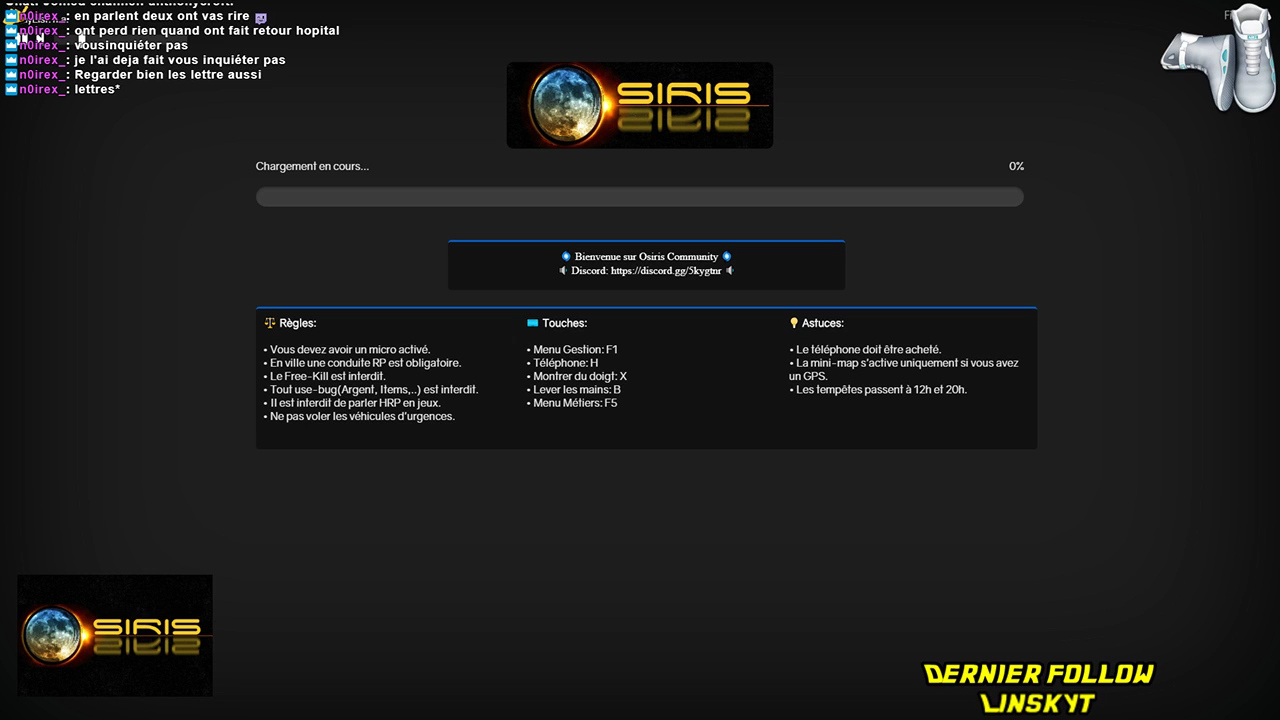 n0irex_: en parlent deux ont vas rire
n0irex_: ont perd rien quand ont fait retour hopital
n0irex_: vousinquiéter pas
n0irex_: je l'ai deja fait vous inquiéter pas
n0irex_: Regarder bien les lettre aussi
n0irex_: lettres*
SIRIS
Chargement en cours... 0%
Bienvenue sur Osiris Community
Discord: https://discord.gg/5kygtnr
Règles:
• Vous devez avoir un micro activé.
• En ville une conduite RP est obligatoire.
• Le Free-Kill est interdit.
• Tout use-bug(Argent, Items,..) est interdit.
• Il est interdit de parler HRP en jeux.
• Ne pas voler les véhicules d'urgences.
Touches:
• Menu Gestion: F1
• Téléphone: H
• Montrer du doigt: X
• Lever les mains: B
• Menu Métiers: F5
Astuces:
• Le téléphone doit être acheté.
• La mini-map s'active uniquement si vous avez
un GPS.
• Les tempêtes passent à 12h et 20h.
SIRIS
DERNIER FOLLOW
LINSKYT